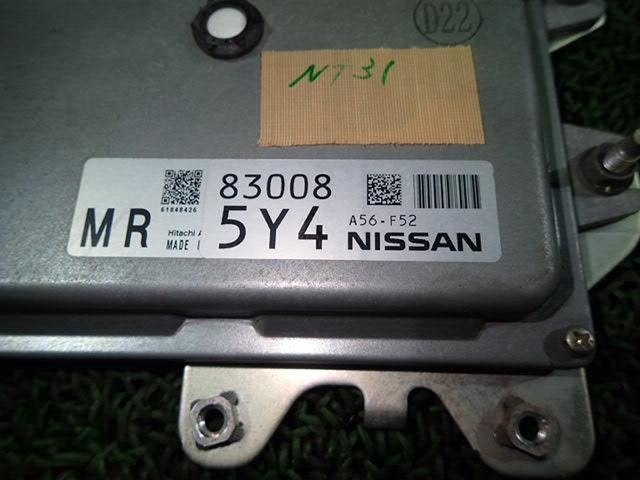 D22
NT31
83008
61848426
A56-F52
MR
Hitachi A
5Y4
NISSAN
MADE I